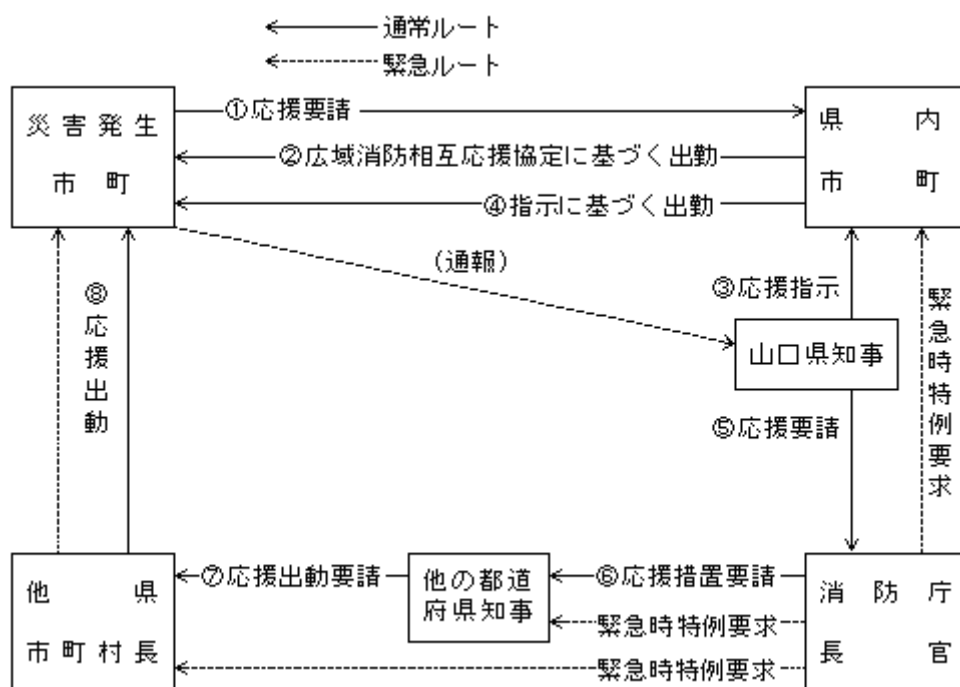 通常ルート
緊急ルート
災害発生
市町
①応援要請
②広域消防相互応援協定に基づく出勤
④指示に基づく出勤
県内
市町
(通報)
③応援指示
山口県知事
⑤応援要請
緊急時特例要求
⑧応援出動
他県
市町村長
⑦応援出動要請
他の都道
府県知事
⑥応援措置要請
緊急時特例要求
緊急時特例要求
消防庁
長官